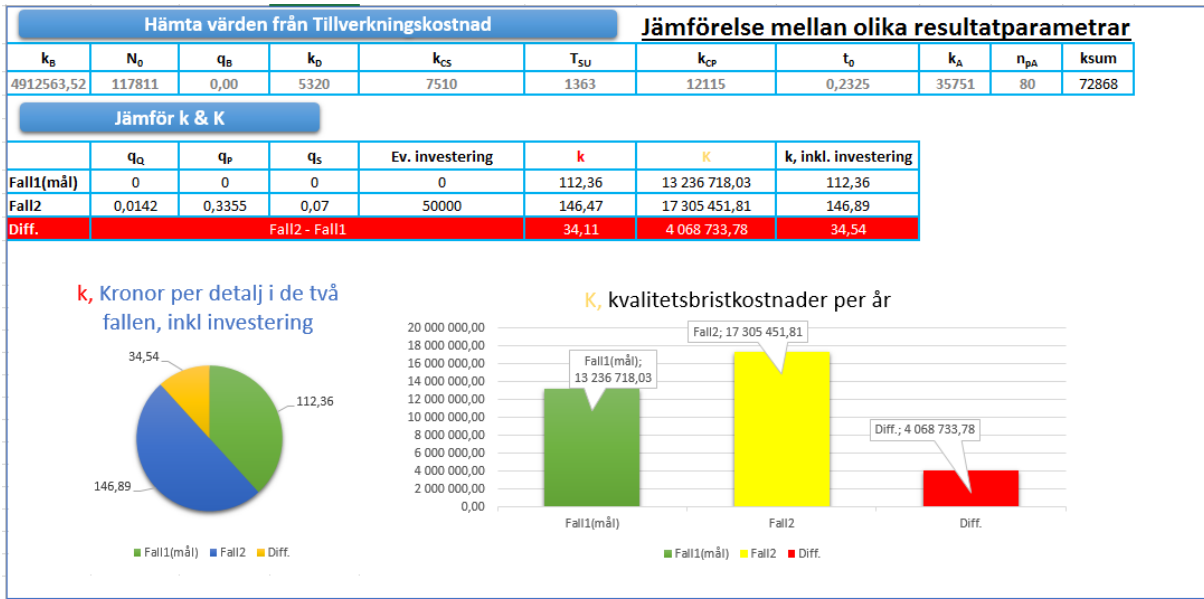 Hämta värden från Tillverkningskostnad
Jämförelse mellan olika resultatparametrar
kB N0 qB kD kCS TSU kCP t0 kA npA ksum
4912563,52 117811 0,00 5320 7510 1363 12115 0,2325 35751 80 72868
Jämför k & K
qQ qP qS Ev. investering k K k, inkl. investering
Fall1(mål) 0 0 0 0 112,36 13 236 718,03 112,36
Fall2 0,0142 0,3355 0,07 50000 146,47 17 305 451,81 146,89
Diff. Fall2 - Fall1 34,11 4 068 733,78 34,54
k, Kronor per detalj i de två
fallen, inkl investering
34,54
112,36
146,89
Fall1(mål) Fall2 Diff.
K, kvalitetsbristkostnader per år
20 000 000,00
18 000 000,00
16 000 000,00
14 000 000,00
12 000 000,00
10 000 000,00
8 000 000,00
6 000 000,00
4 000 000,00
2 000 000,00
0,00
Fall1(mål);
13 236 718,03
Fall2; 17 305 451,81
Diff.; 4 068 733,78
Fall1(mål) Fall2 Diff.
Fall1(mål) Fall2 Diff.